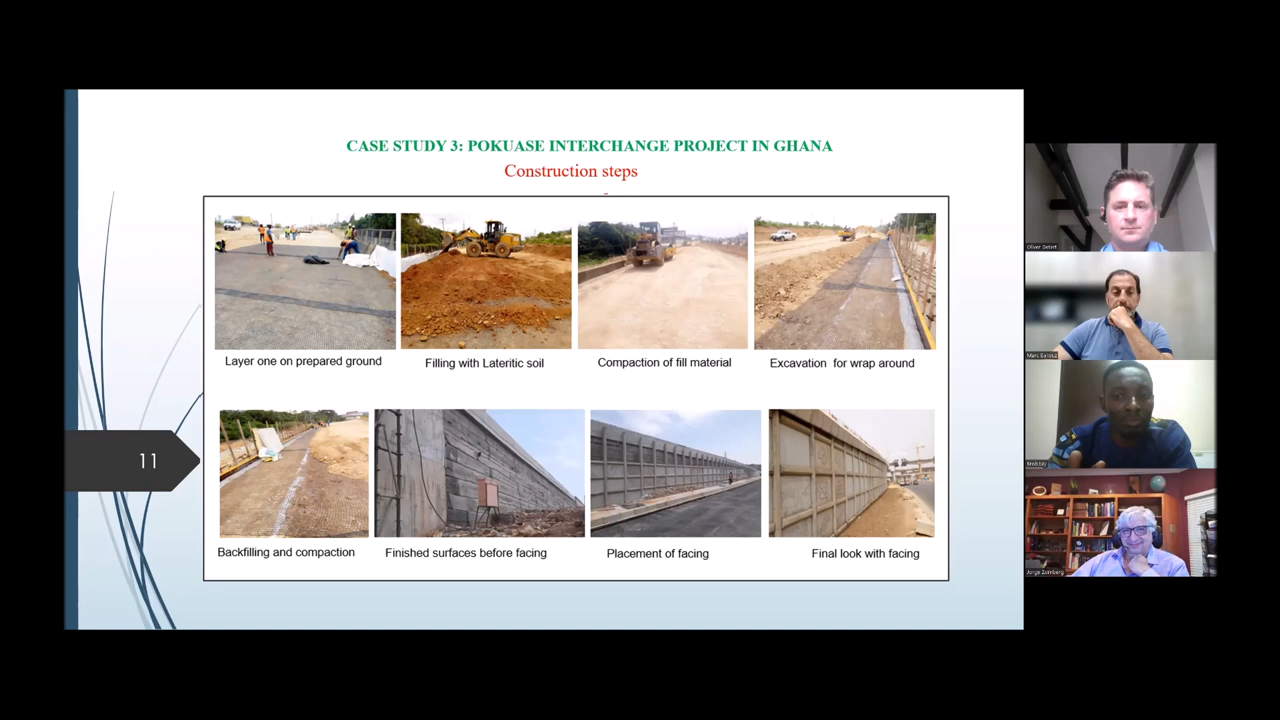 CASE STUDY 3: POKUASE INTERCHANGE PROJECT IN GHANA
Construction steps
Layer one on prepared ground
Filling with Lateritic soil
Compaction of fill material
Excavation for wrap around
11
Backfilling and compaction
Finished surfaces before facing
Placement of facing
Final look with facing
Jorge Zornberg